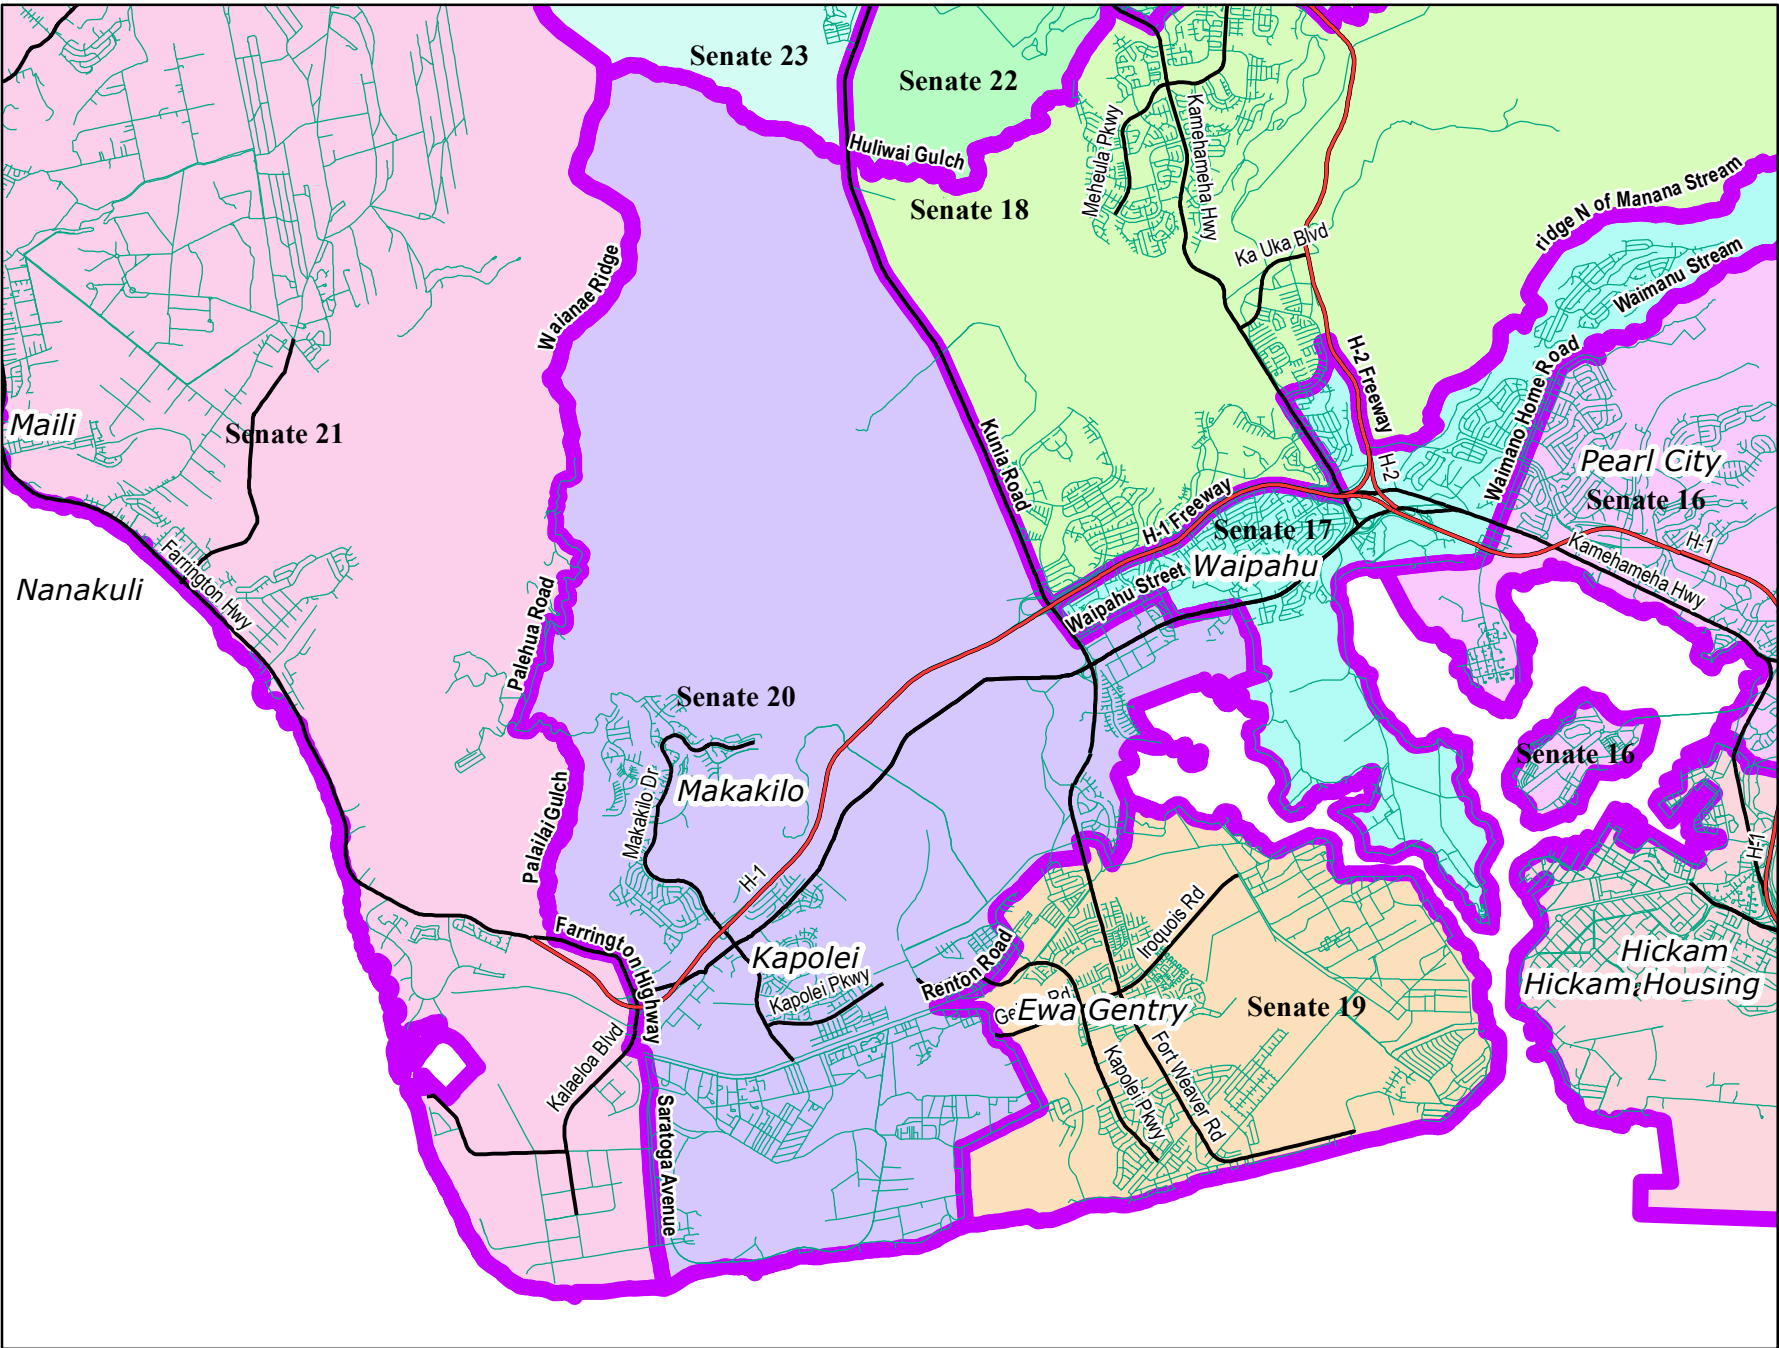 Senate 23
Senate 22
Huliwai Gulch
Meheula Pkwy
Kamehameha Hwy
Senate 18
ridge N of Manana Stream
Ka Uka Blvd
Waimanu Stream
Waianae Ridge
H-2 Freeway
Waimano Home Road
Maili
Senate 21
Kunia Road
H-2
Pearl City
Senate 16
H-1 Freeway
Senate 17
Waipahu
Kamehameha Hwy
H-1
Farrington Hwy
Nanakuli
Waipahu Street
Palehua Road
Senate 20
Senate 16
Makakilo
Makakilo Dr
Palailai Gulch
H-1
H-1
Farrington Highway
Kapolei
Kapolei Pkwy
Renton Road
Iroquois Rd
Hickam
Hickam Housing
Ewa Gentry
Senate 19
Kalaeloa Blvd
Kapolei Pkwy
Fort Weaver Rd
Saratoga Avenue